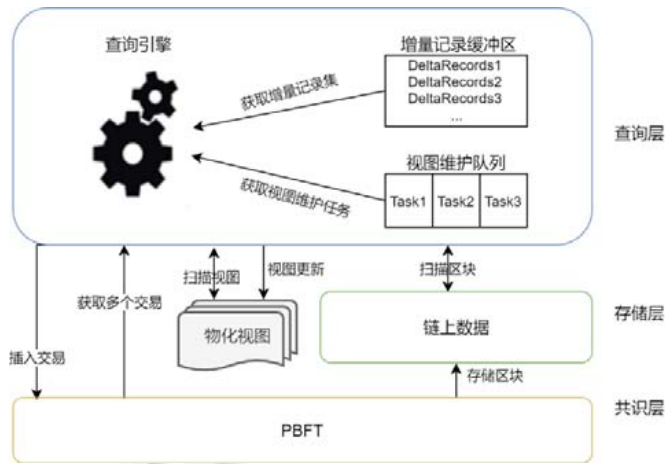 查询引擎
增量记录缓冲区
DeltaRecords1
DeltaRecords2
DeltaRecords3
...
获取增量记录集
查询层
视图维护队列
获取视图维护任务
Task1 Task2 Task3
扫描视图
视图更新
扫描区块
获取多个交易
物化视图
链上数据
存储层
插入交易
存储区块
共识层
PBFT